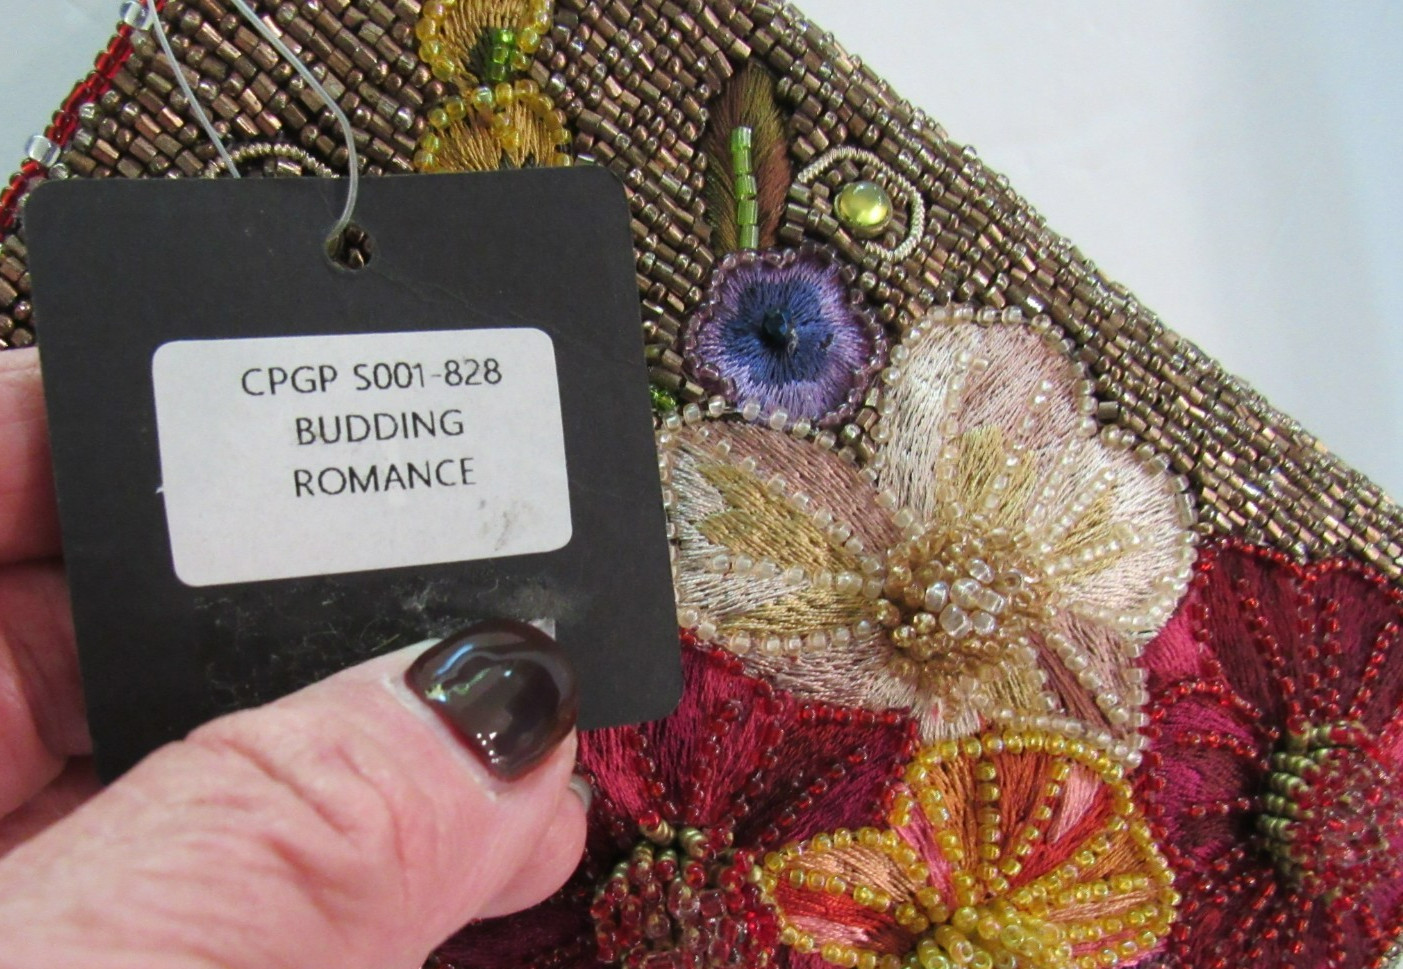 CPGP S001-828
BUDDING
ROMANCE